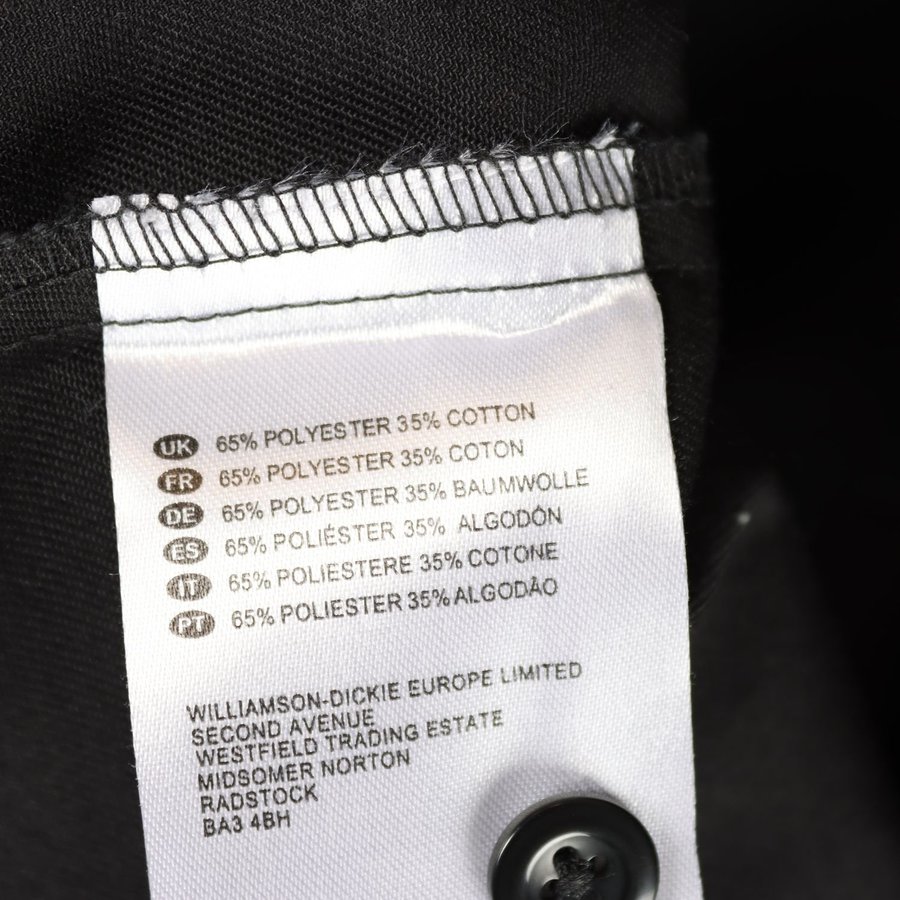 UK 65% POLYESTER 35% COTTON
FR 65% POLYESTER 35% COTON
DE 65% POLYESTER 35% BAUMWOLLE
ES 65% POLIÉSTER 35% ALGODÓN
IT 65% POLIESTERE 35% COTONE
PT 65% POLIESTER 35% ALGODÃO
WILLIAMSON-DICKIE EUROPE LIMITED
SECOND AVENUE
WESTFIELD TRADING ESTATE
MIDSOMER NORTON
RADSTOCK
BA3 4BH